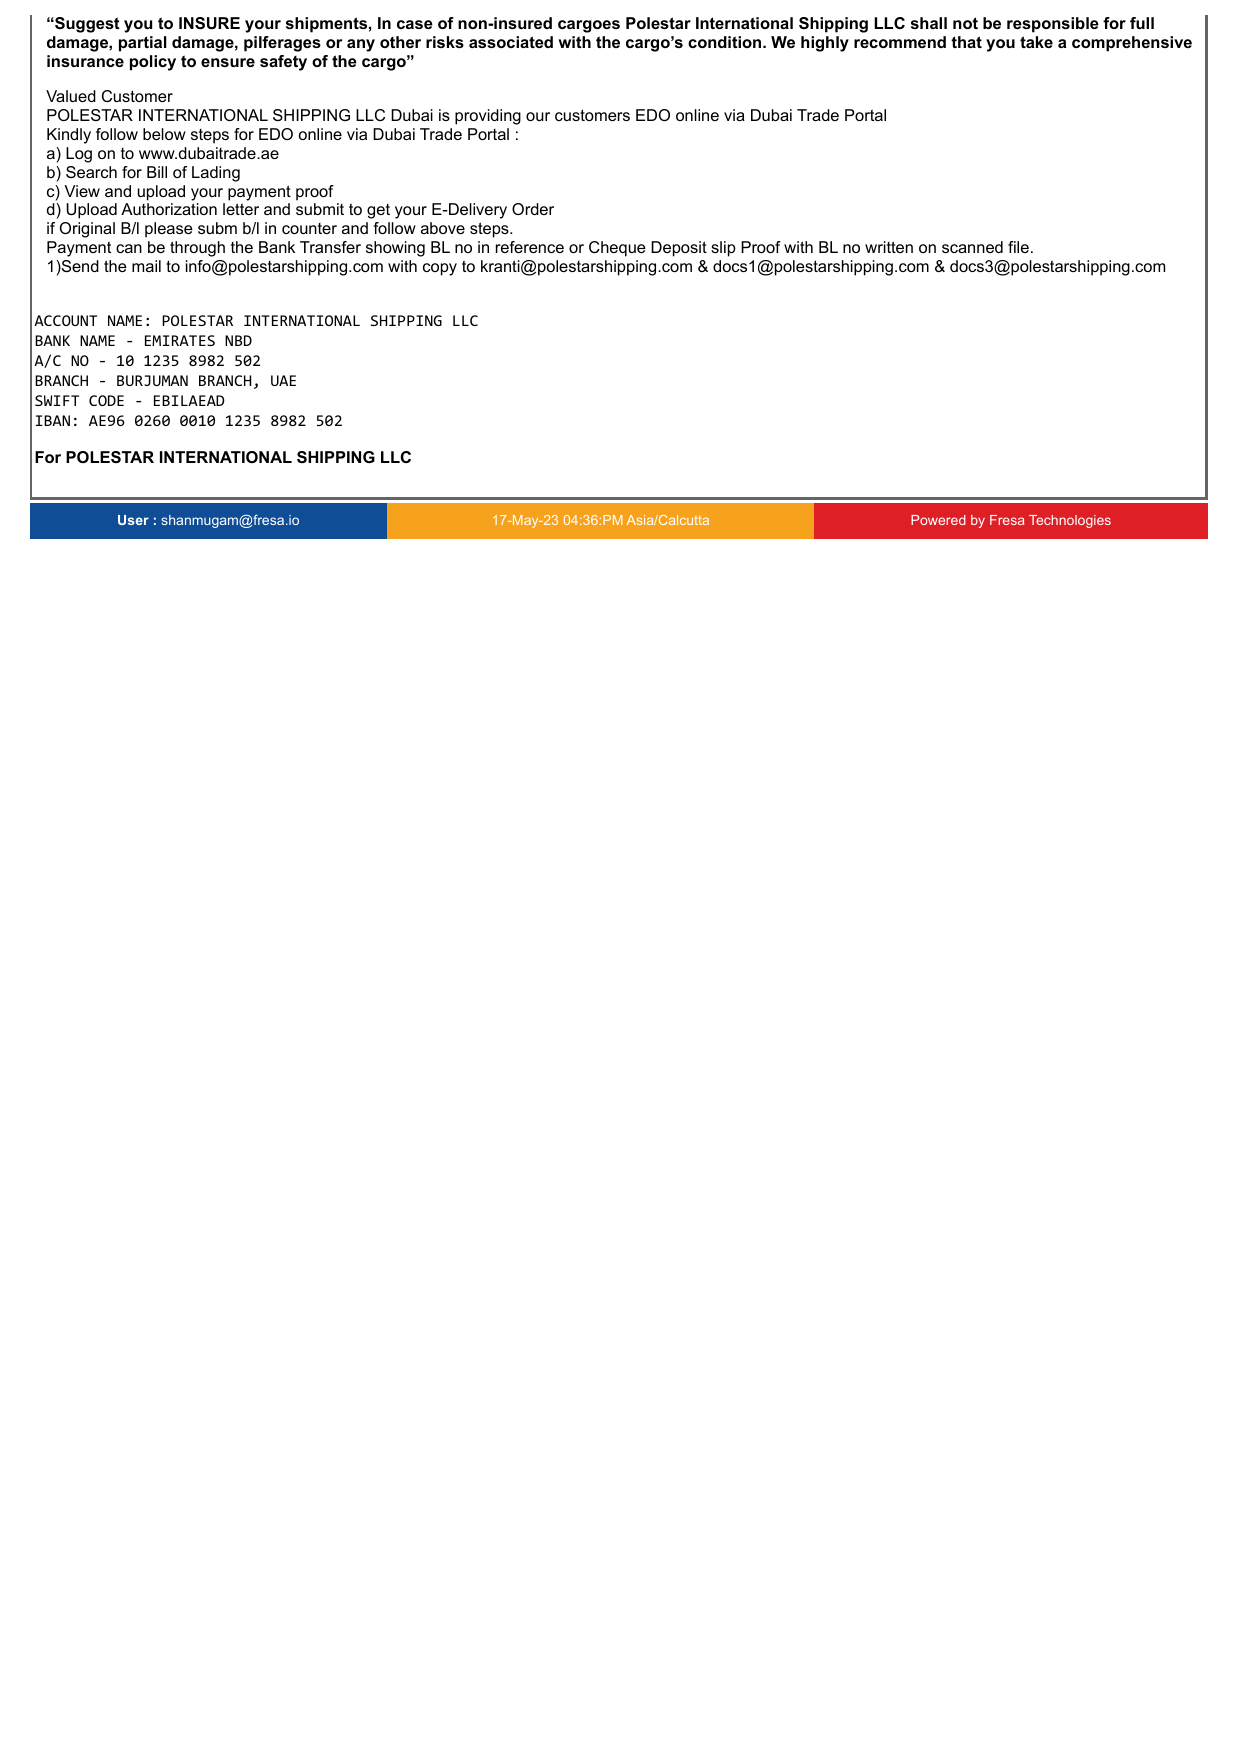 “Suggest you to INSURE your shipments, In case of non-insured cargoes Polestar International Shipping LLC shall not be responsible for full
damage, partial damage, pilferages or any other risks associated with the cargo’s condition. We highly recommend that you take a comprehensive
insurance policy to ensure safety of the cargo”
Valued Customer
POLESTAR INTERNATIONAL SHIPPING LLC Dubai is providing our customers EDO online via Dubai Trade Portal
Kindly follow below steps for EDO online via Dubai Trade Portal :
a) Log on to www.dubaitrade.ae
b) Search for Bill of Lading
c) View and upload your payment proof
d) Upload Authorization letter and submit to get your E-Delivery Order
if Original B/l please subm b/l in counter and follow above steps.
Payment can be through the Bank Transfer showing BL no in reference or Cheque Deposit slip Proof with BL no written on scanned file.
1)Send the mail to info@polestarshipping.com with copy to kranti@polestarshipping.com & docs1@polestarshipping.com & docs3@polestarshipping.com
ACCOUNT NAME: POLESTAR INTERNATIONAL SHIPPING LLC
BANK NAME - EMIRATES NBD
A/C NO - 10 1235 8982 502
BRANCH - BURJUMAN BRANCH, UAE
SWIFT CODE - EBILAEAD
IBAN: AE96 0260 0010 1235 8982 502
For POLESTAR INTERNATIONAL SHIPPING LLC
User : shanmugam@fresa.io 17-May-23 04:36:PM Asia/Calcutta Powered by Fresa Technologies